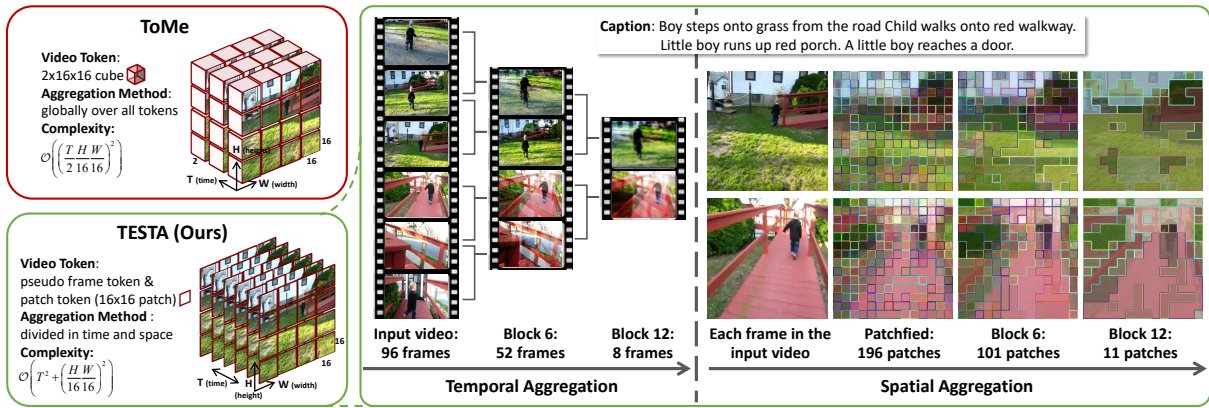 ToMe
Video Token:
2x16x16 cube
Aggregation Method:
globally over all tokens
Complexity:
O((T/2 H/16 W/16)²)
H (height)
2
16
16
T (time)
W (width)
TESTA (Ours)
Video Token:
pseudo frame token &
patch token (16x16 patch)
Aggregation Method :
divided in time and space
Complexity:
O(T² + (H/16 W/16)²)
16
16
T (time)
H
(height)
W (width)
Caption: Boy steps onto grass from the road Child walks onto red walkway.
Little boy runs up red porch. A little boy reaches a door.
Input video:
96 frames
Block 6:
52 frames
Block 12:
8 frames
Temporal Aggregation
Each frame in the
input video
Patchfied:
196 patches
Block 6:
101 patches
Block 12:
11 patches
Spatial Aggregation